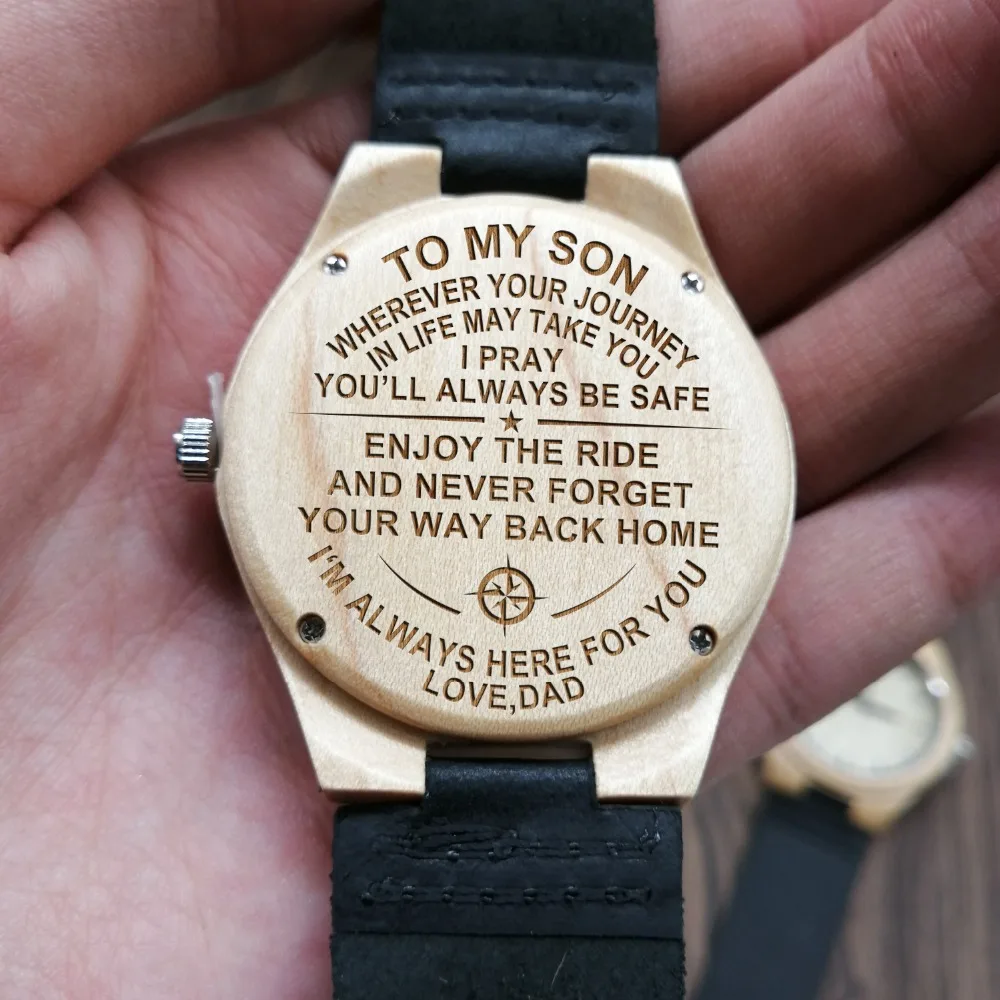 TO MY SON
WHEREVER YOUR JOURNEY
IN LIFE MAY TAKE YOU
I PRAY
YOU'LL ALWAYS BE SAFE
ENJOY THE RIDE
AND NEVER FORGET
YOUR WAY BACK HOME
I'M ALWAYS HERE FOR YOU
LOVE,DAD